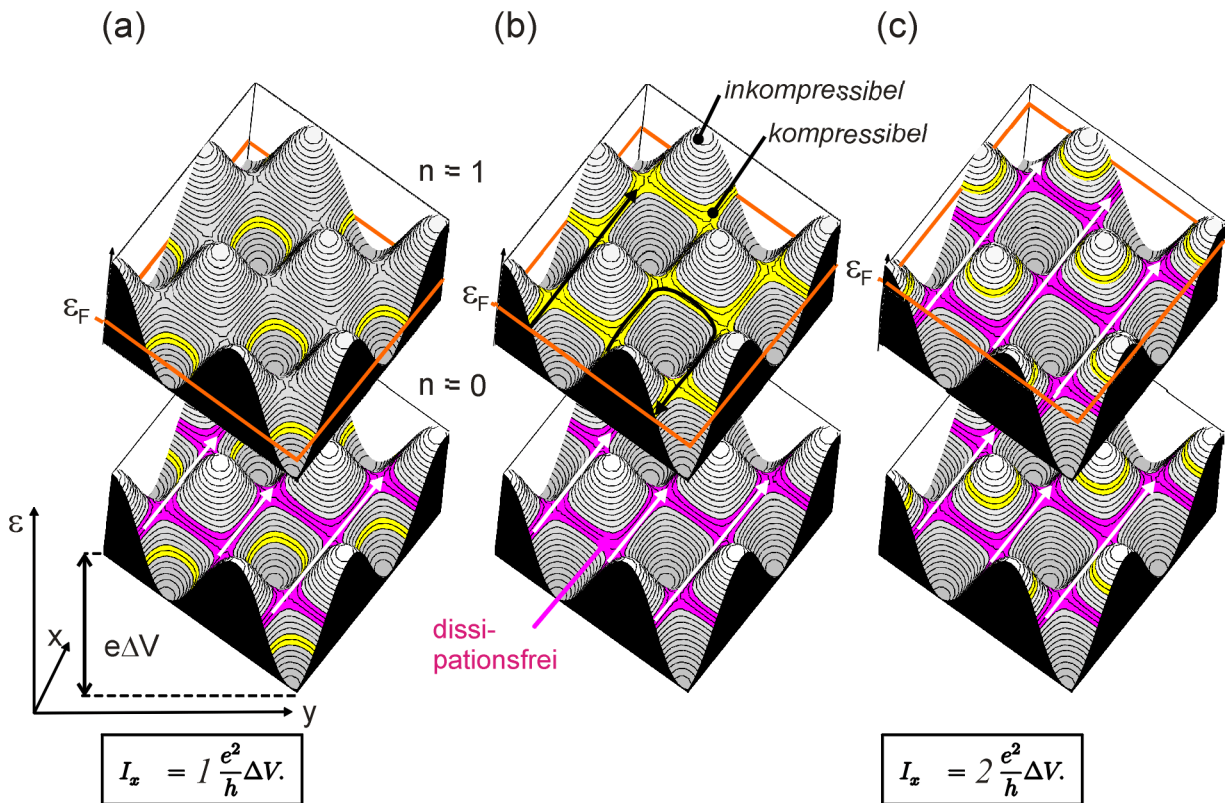 (a)
(b)
(c)
inkompressibel
kompressibel
n = 1
εF
εF
εF
n = 0
ε
x
eΔV
y
dissi-
pationsfrei
Iₓ = 1 e²/h ΔV.
Iₓ = 2 e²/h ΔV.